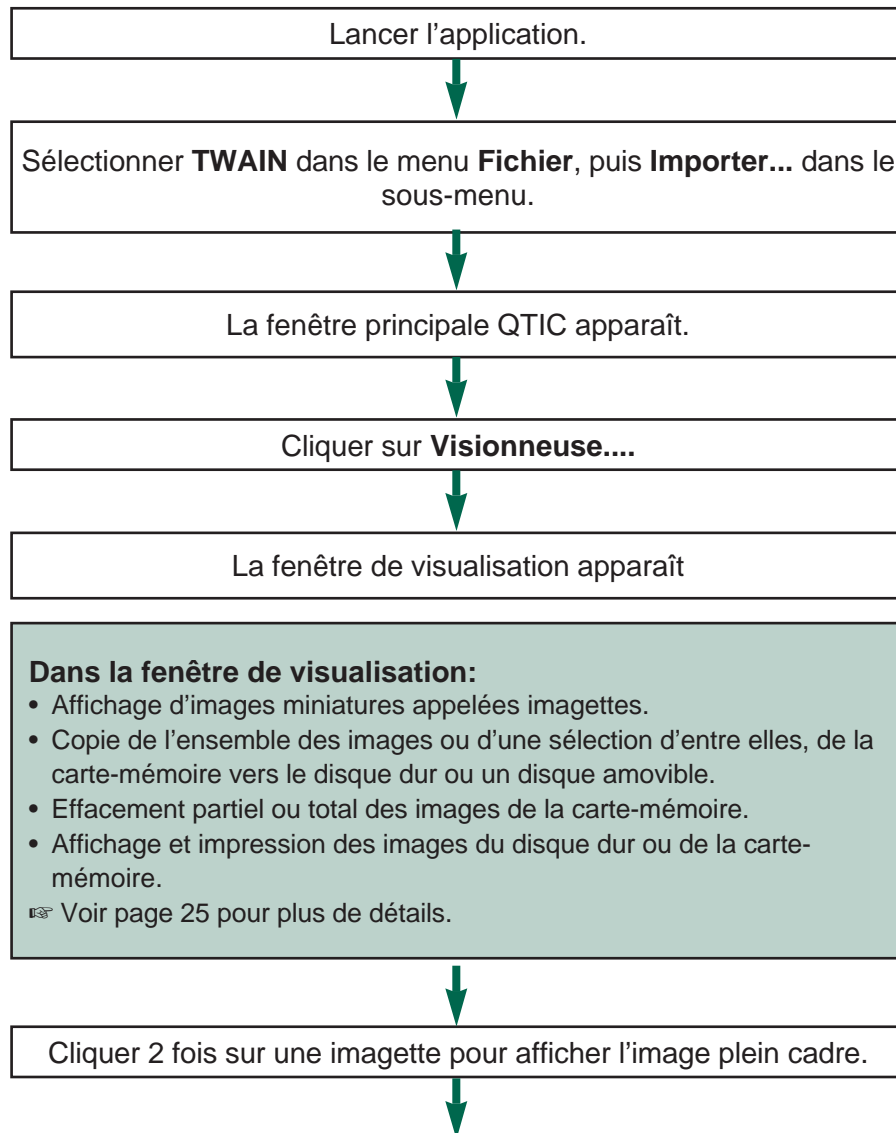 Lancer l’application.
Sélectionner TWAIN dans le menu Fichier, puis Importer... dans le
sous-menu.
La fenêtre principale QTIC apparaît.
Cliquer sur Visionneuse....
La fenêtre de visualisation apparaît
Dans la fenêtre de visualisation:
• Affichage d’images miniatures appelées imagettes.
• Copie de l’ensemble des images ou d’une sélection d’entre elles, de la
carte-mémoire vers le disque dur ou un disque amovible.
• Effacement partiel ou total des images de la carte-mémoire.
• Affichage et impression des images du disque dur ou de la carte-
mémoire.
☞ Voir page 25 pour plus de détails.
Cliquer 2 fois sur une imagette pour afficher l’image plein cadre.